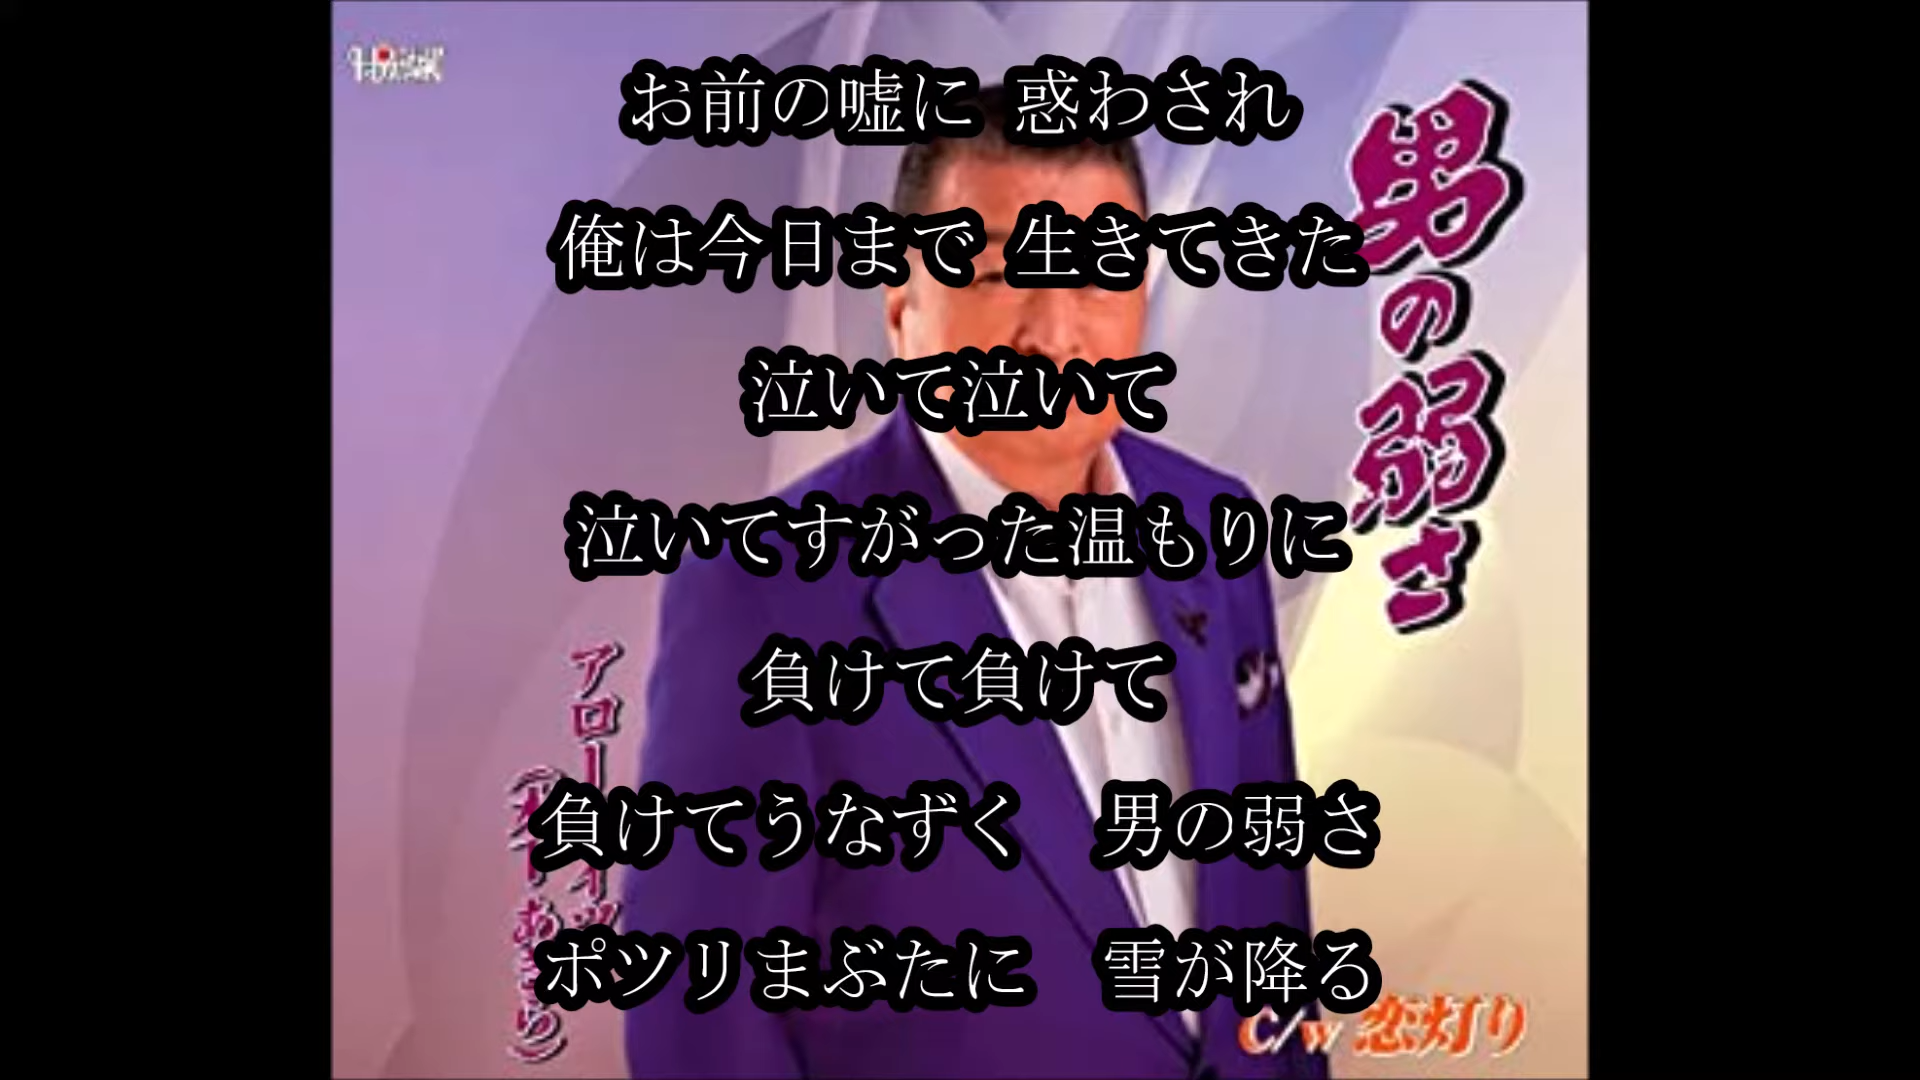 お前の嘘に 惑わされ
俺は今日まで 生きてきた
泣いて泣いて
泣いてすがった温もりに
負けて負けて
負けてうなずく 男の弱さ
ポツリまぶたに 雪が降る
男の弱さ
C/W 恋灯り